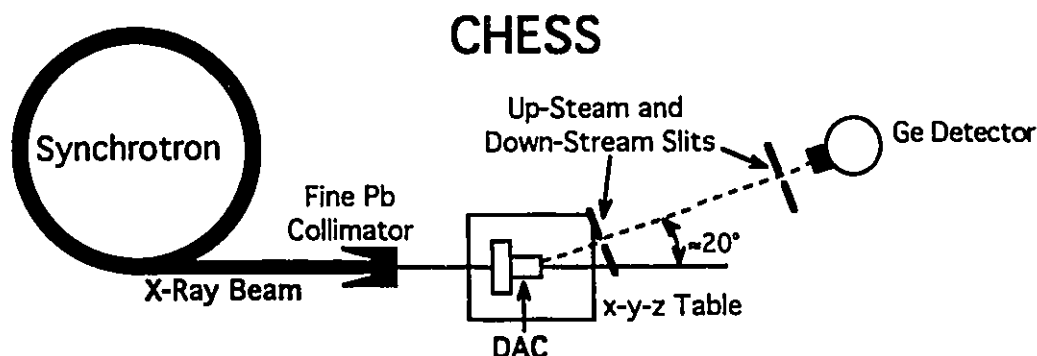 CHESS
Up-Steam and
Down-Stream Slits
Ge Detector
Synchrotron
Fine Pb
Collimator
≈20°
X-Ray Beam
x-y-z Table
DAC